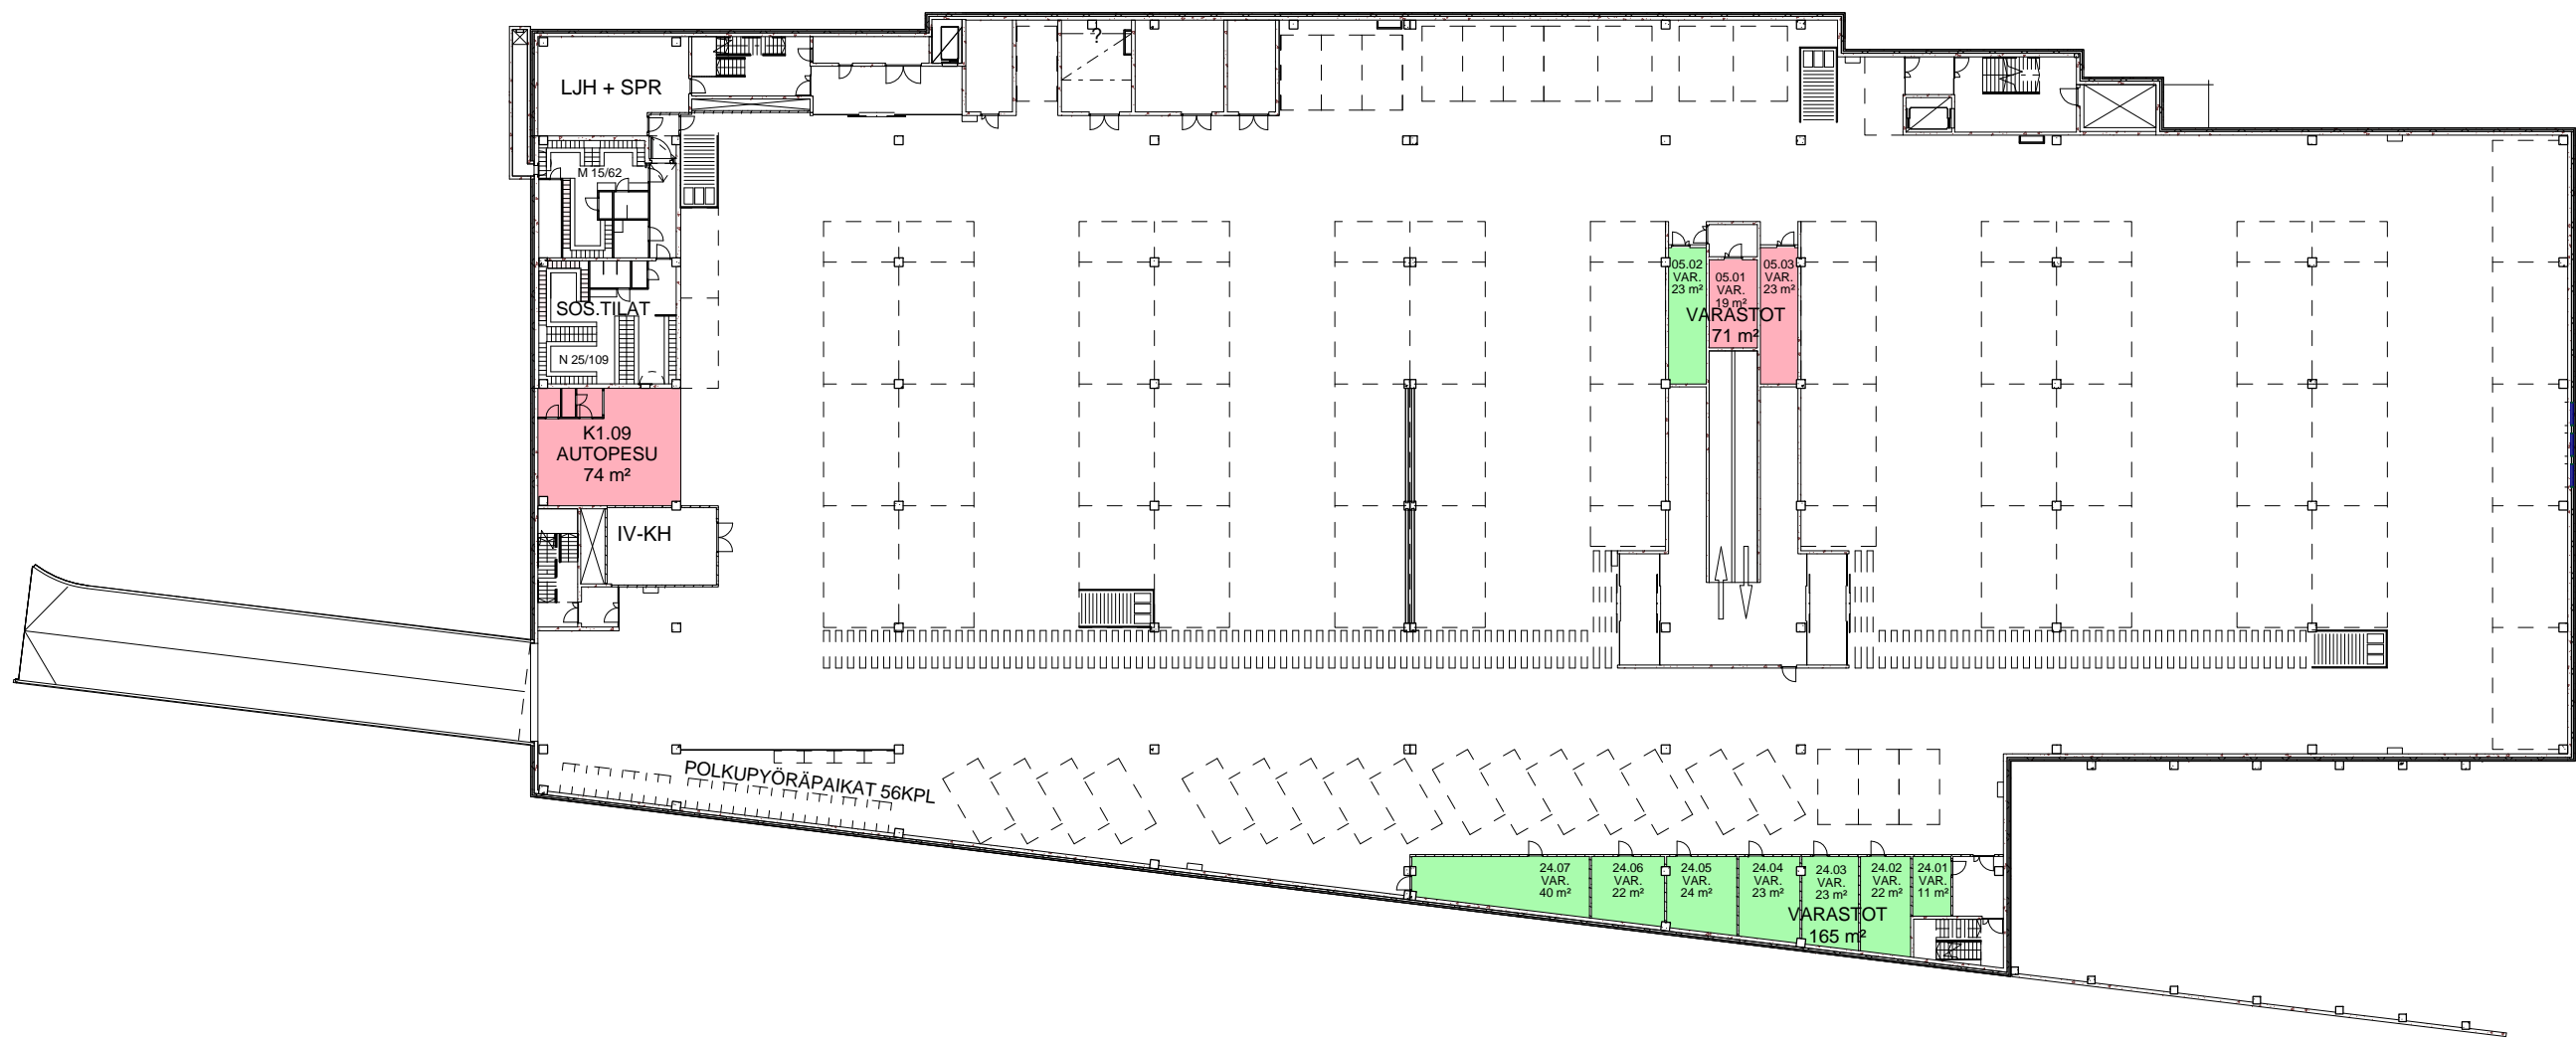 ?
LJH + SPR
M 15/62
SOS.TILAT
N 25/109
K1.09
AUTOPESU
74 m²
IV-KH
05.02
VAR.
23 m²
05.01
VAR.
19 m²
05.03
VAR.
23 m²
VARASTOT
71 m²
POLKUPYÖRÄPAIKAT 56KPL
24.07
VAR.
40 m²
24.06
VAR.
22 m²
24.05
VAR.
24 m²
24.04
VAR.
23 m²
24.03
VAR.
23 m²
24.02
VAR.
22 m²
24.01
VAR.
11 m²
VARASTOT
165 m²